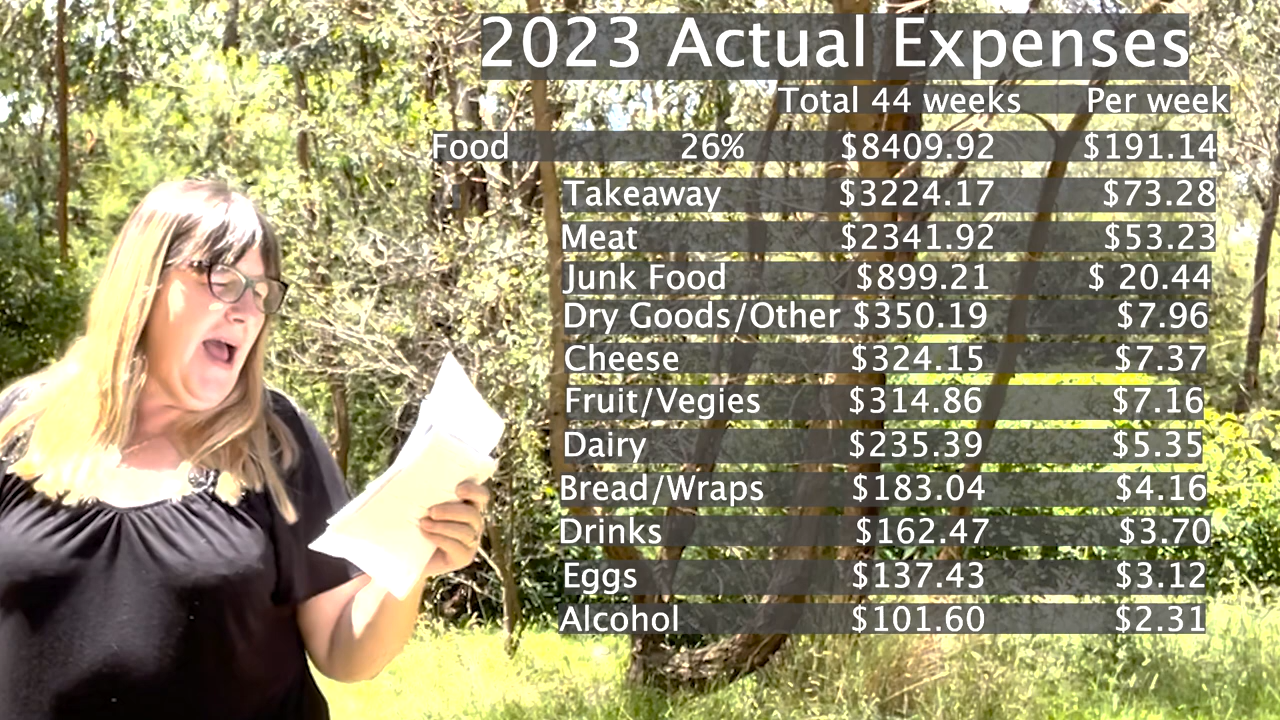 2023 Actual Expenses
Total 44 weeks Per week
Food 26% $8409.92 $191.14
Takeaway $3224.17 $73.28
Meat $2341.92 $53.23
Junk Food $899.21 $ 20.44
Dry Goods/Other $350.19 $7.96
Cheese $324.15 $7.37
Fruit/Vegies $314.86 $7.16
Dairy $235.39 $5.35
Bread/Wraps $183.04 $4.16
Drinks $162.47 $3.70
Eggs $137.43 $3.12
Alcohol $101.60 $2.31